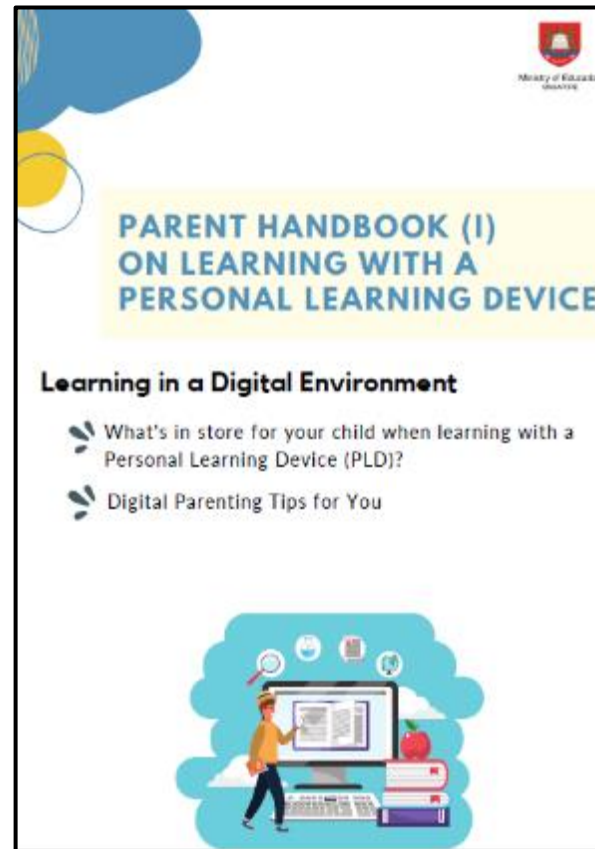 Ministry of Education
SINGAPORE
PARENT HANDBOOK (I)
ON LEARNING WITH A
PERSONAL LEARNING DEVICE
Learning in a Digital Environment
What's in store for your child when learning with a
Personal Learning Device (PLD)?
Digital Parenting Tips for You